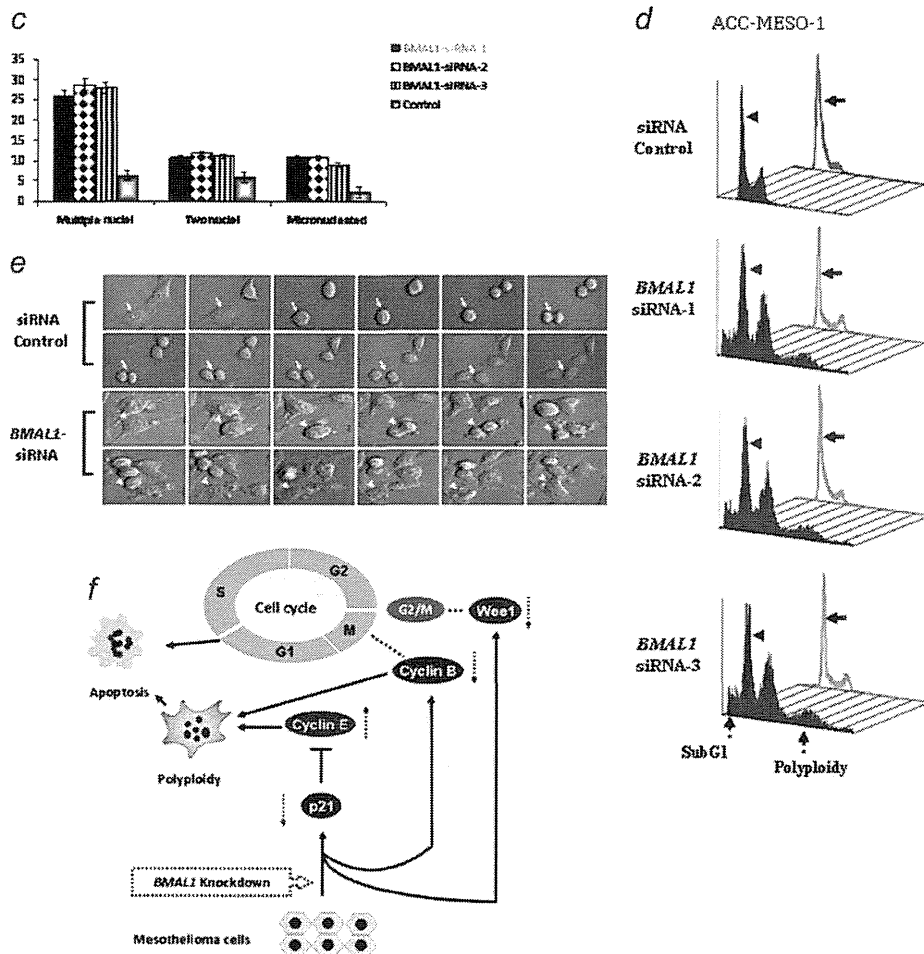 c
35
30
25
20
15
10
5
0
Multiple nuclei
Two nuclei
Micronucleated
BMAL1-siRNA-1
BMAL1-siRNA-2
BMAL1-siRNA-3
Control
d
ACC-MESO-1
siRNA
Control
BMAL1
siRNA-1
BMAL1
siRNA-2
BMAL1
siRNA-3
SubG1
Polyploidy
e
siRNA
Control
BMAL1-
siRNA
f
S
G2
Cell cycle
G1
M
G2/M
Wee1
Cyclin B
Apoptosis
Cyclin E
Polyploidy
p21
BMAL1 Knockdown
Mesothelioma cells